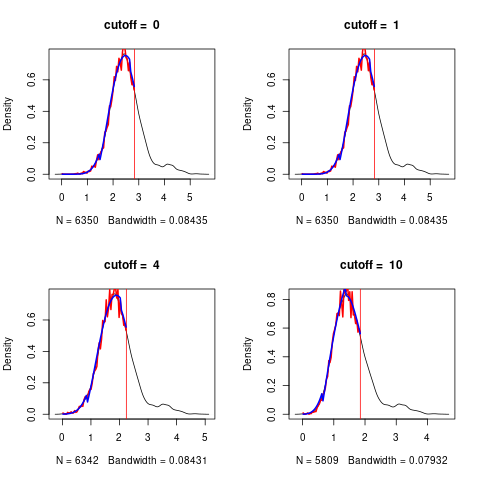 cutoff = 0
Density
0.0 0.2 0.4 0.6
0 1 2 3 4 5
N = 6350 Bandwidth = 0.08435
cutoff = 1
Density
0.0 0.2 0.4 0.6
0 1 2 3 4 5
N = 6350 Bandwidth = 0.08435
cutoff = 4
Density
0.0 0.2 0.4 0.6
0 1 2 3 4 5
N = 6342 Bandwidth = 0.08431
cutoff = 10
Density
0.0 0.2 0.4 0.6 0.8
0 1 2 3 4
N = 5809 Bandwidth = 0.07932